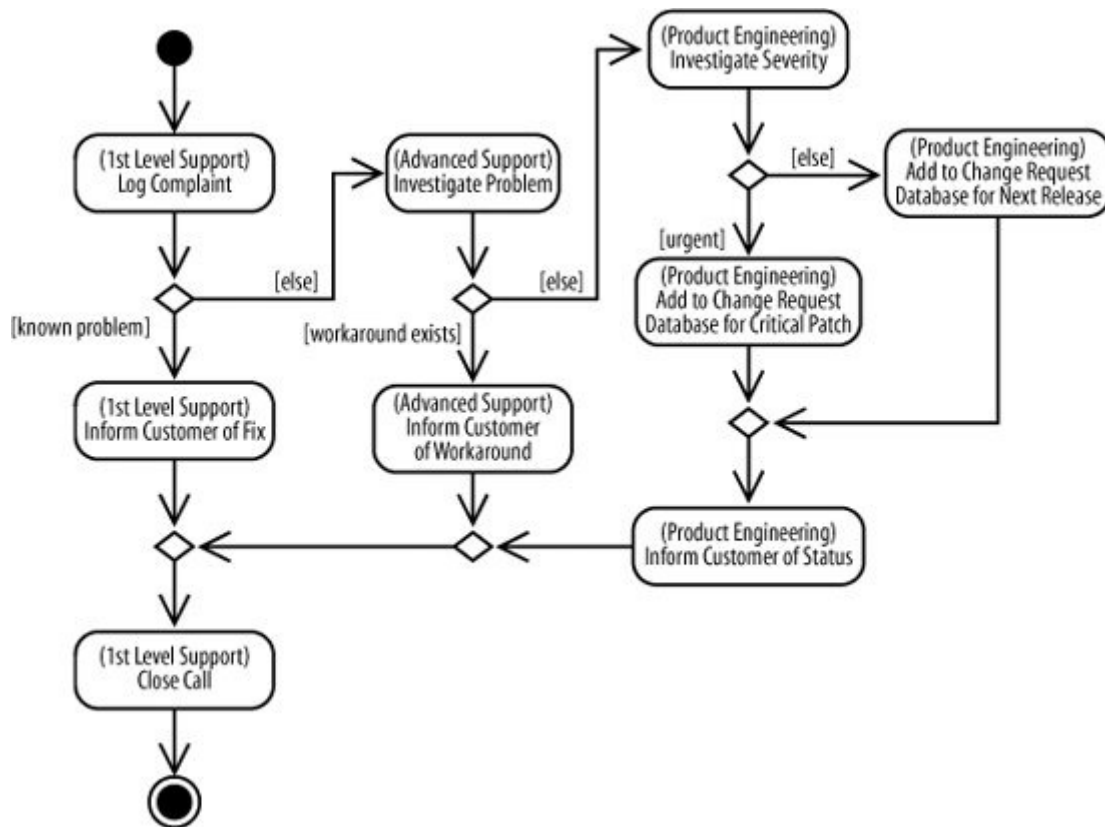 (Product Engineering)
Investigate Severity
(1st Level Support)
Log Complaint
(Advanced Support)
Investigate Problem
[else]
(Product Engineering)
Add to Change Request
Database for Next Release
[urgent]
(Product Engineering)
Add to Change Request
Database for Critical Patch
[else]
[else]
[known problem]
[workaround exists]
(1st Level Support)
Inform Customer of Fix
(Advanced Support)
Inform Customer
of Workaround
(Product Engineering)
Inform Customer of Status
(1st Level Support)
Close Call